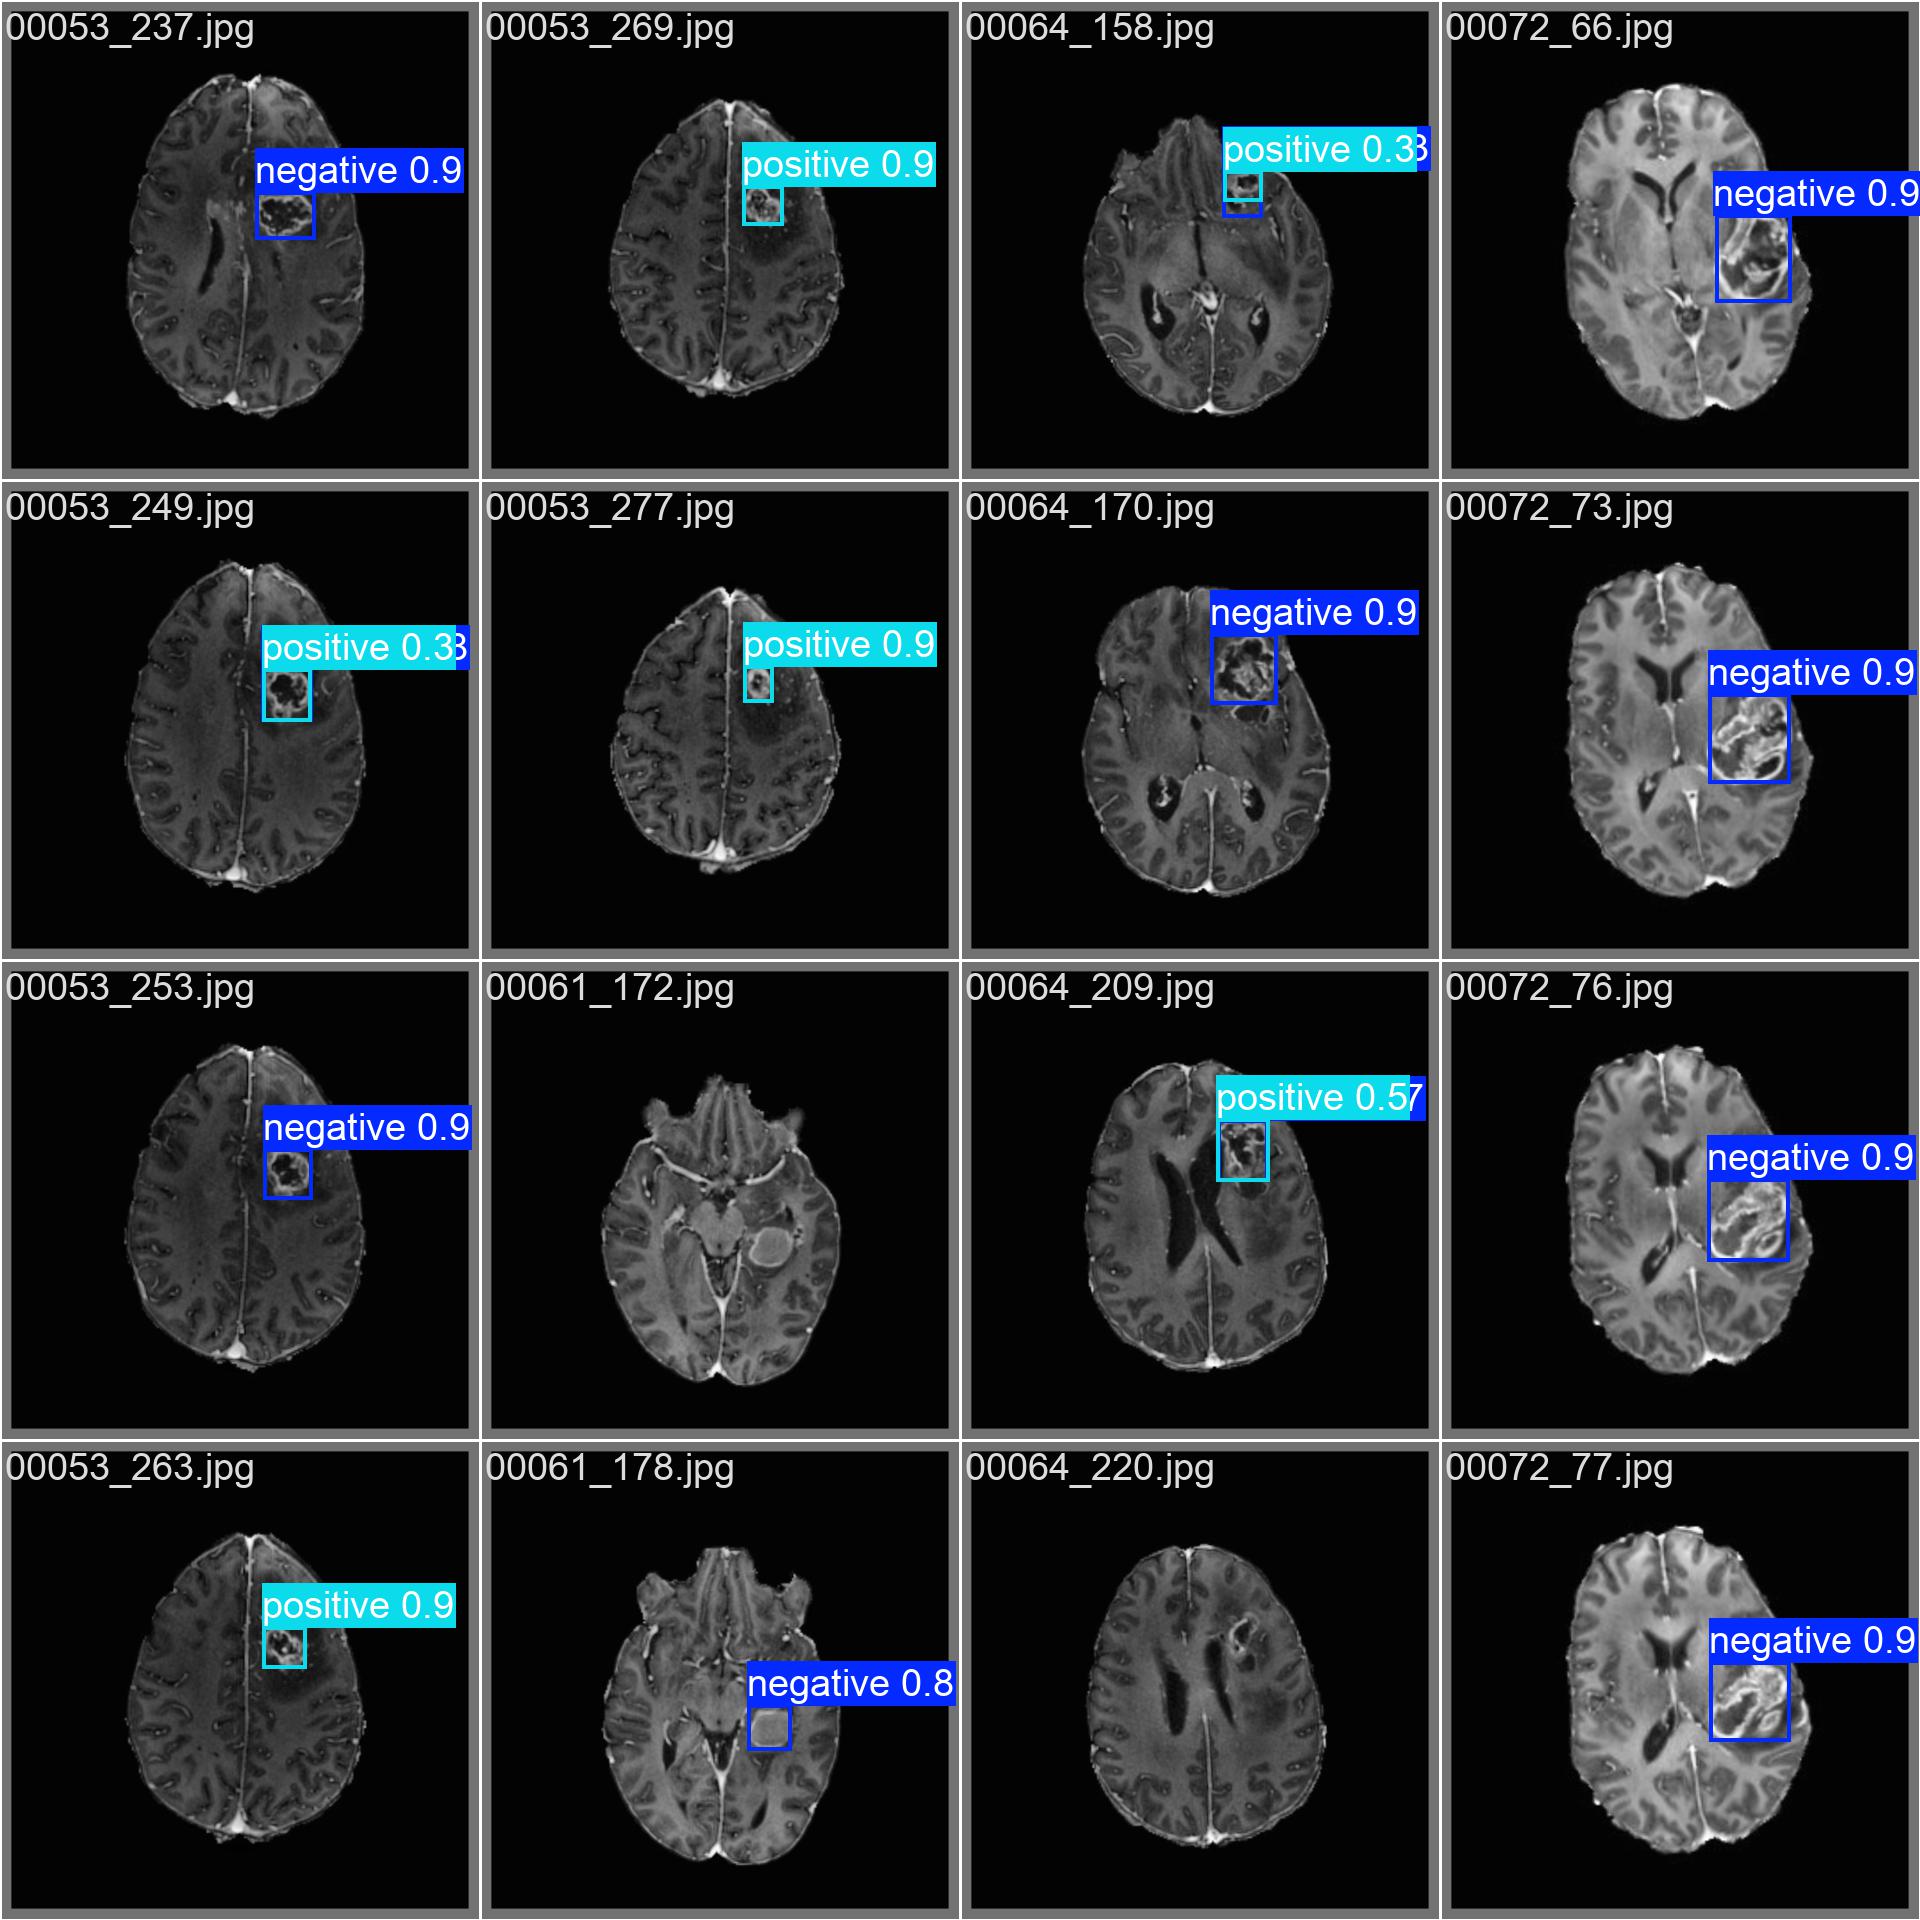 00053_237.jpg
negative 0.9
00053_269.jpg
positive 0.9
00064_158.jpg
positive 0.3
3
00072_66.jpg
negative 0.9
00053_249.jpg
positive 0.3
3
00053_277.jpg
positive 0.9
00064_170.jpg
negative 0.9
00072_73.jpg
negative 0.9
00053_253.jpg
negative 0.9
00061_172.jpg
00064_209.jpg
positive 0.5
7
00072_76.jpg
negative 0.9
00053_263.jpg
positive 0.9
00061_178.jpg
negative 0.8
00064_220.jpg
00072_77.jpg
negative 0.9